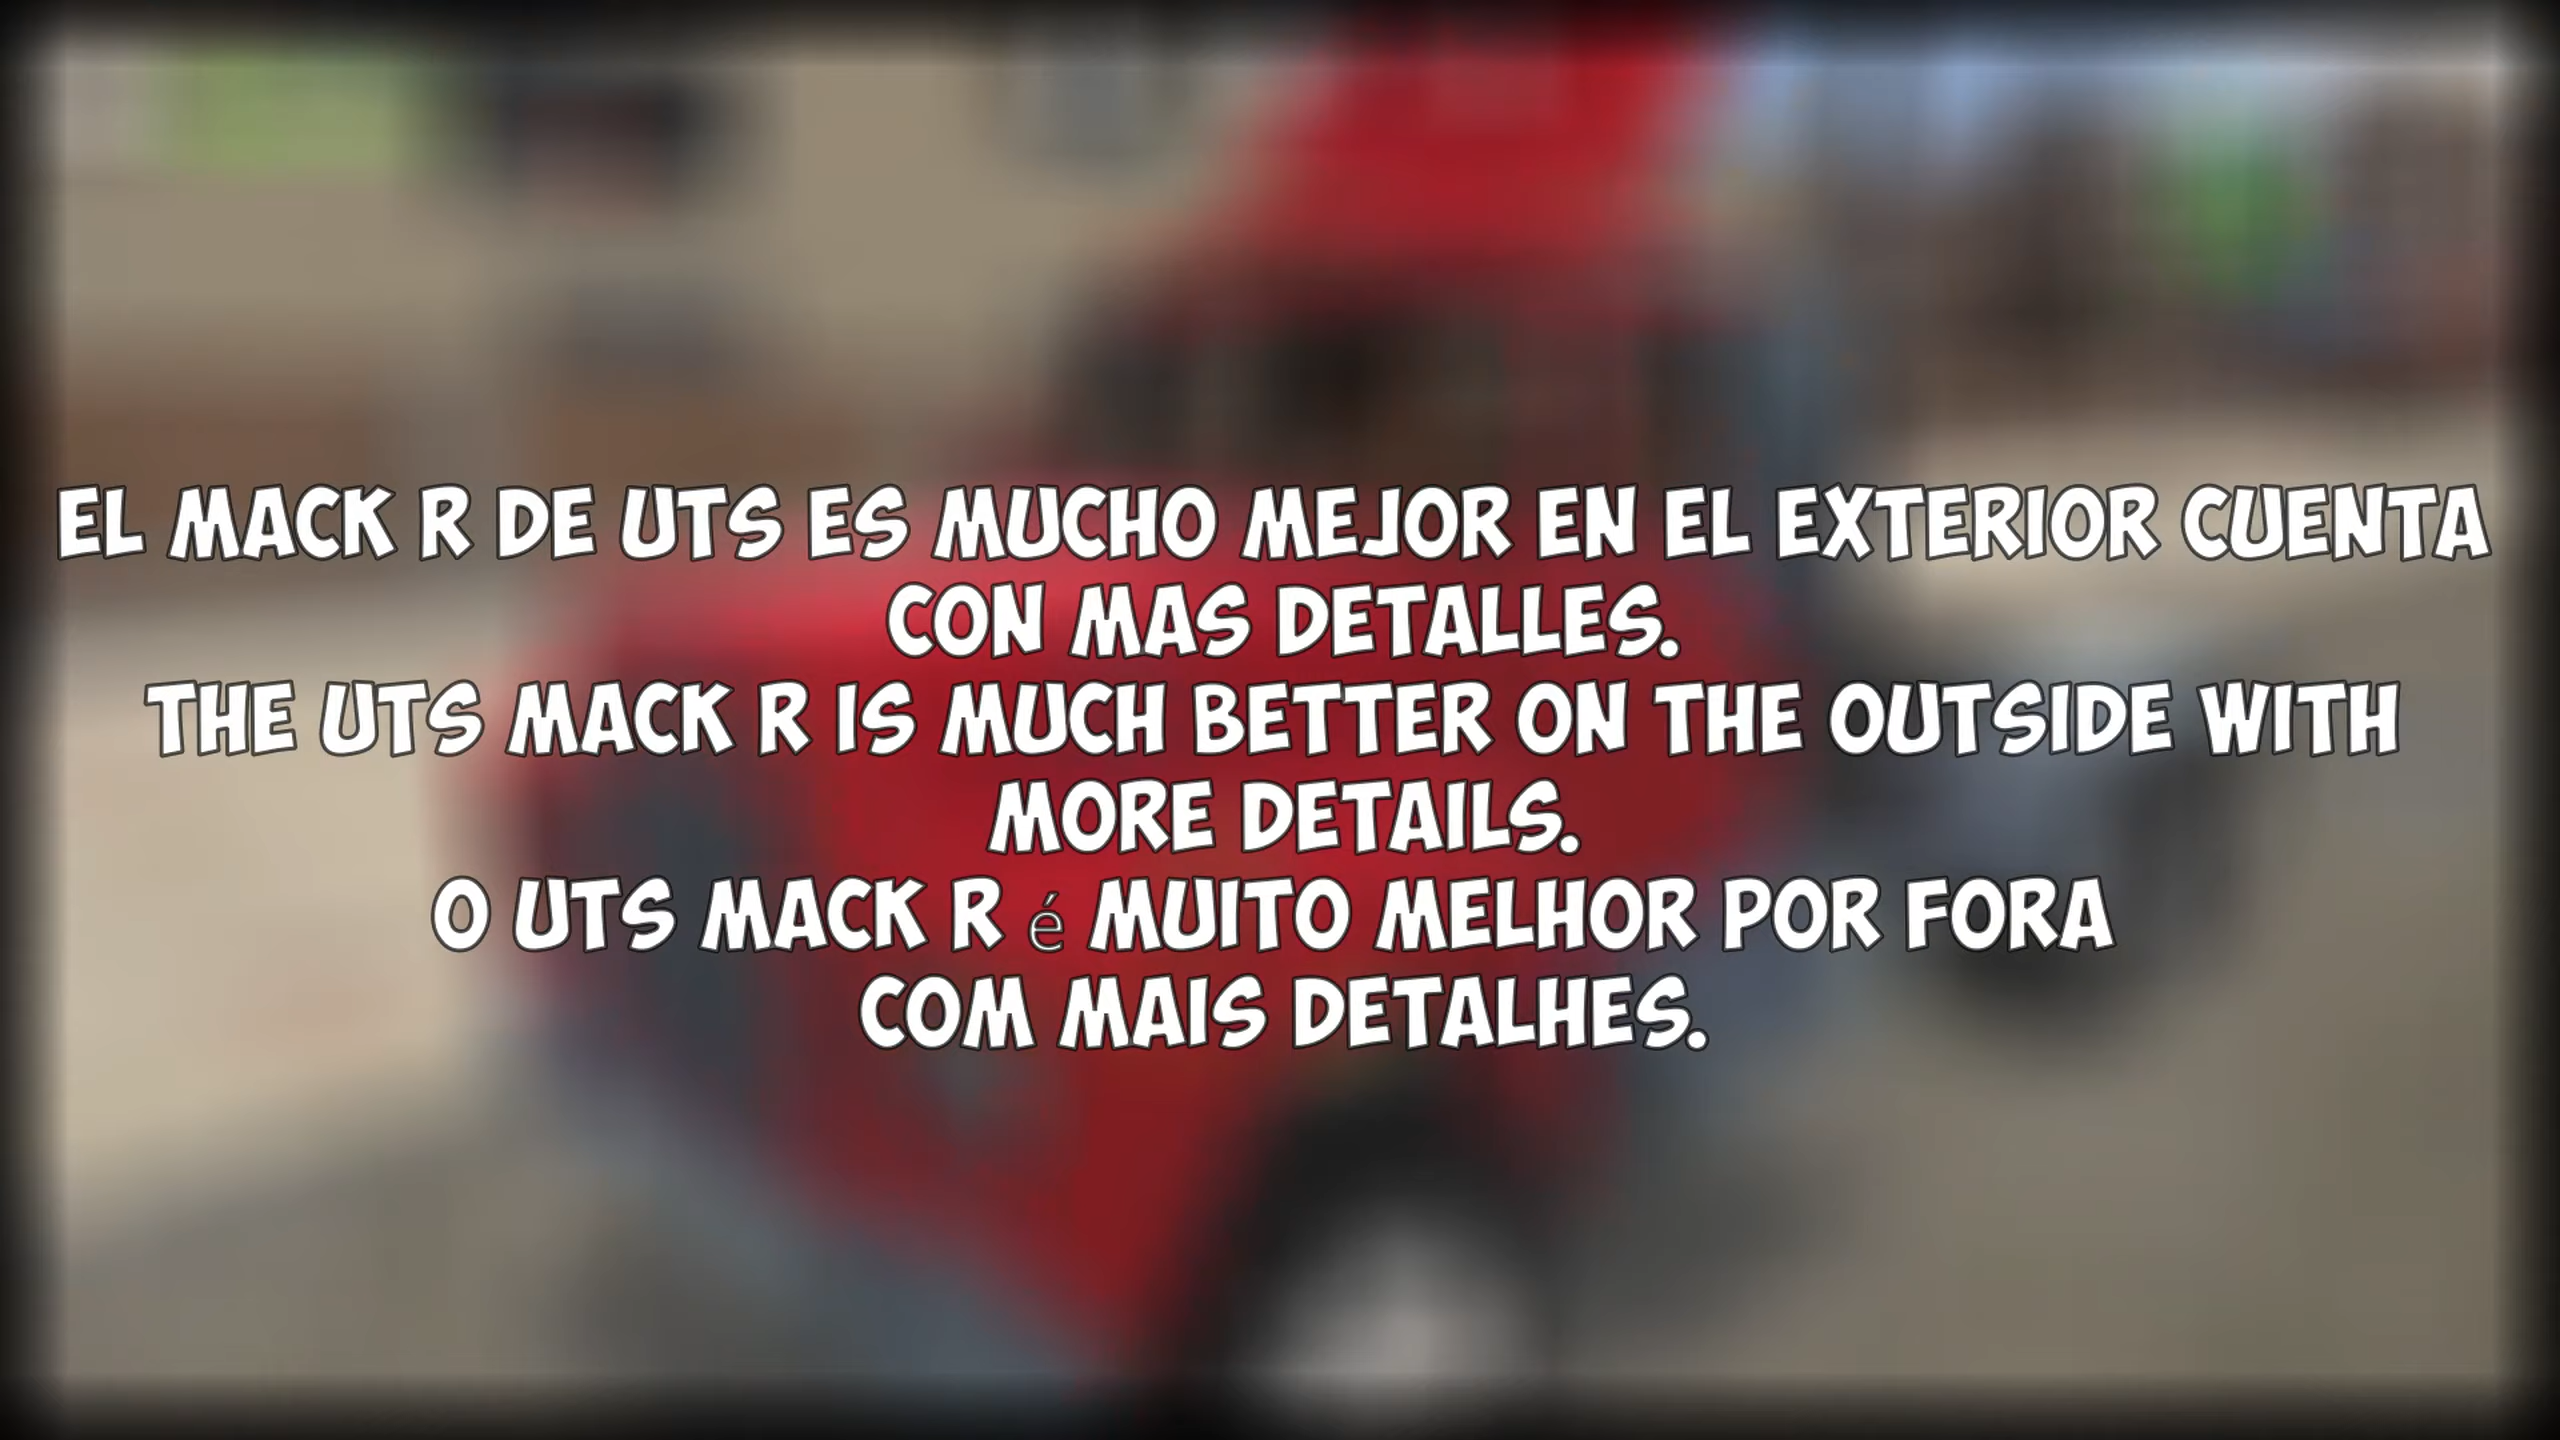 EL MACK R DE UTS ES MUCHO MEJOR EN EL EXTERIOR CUENTA
CON MAS DETALLES.
THE UTS MACK R IS MUCH BETTER ON THE OUTSIDE WITH
MORE DETAILS.
O UTS MACK R é MUITO MELHOR POR FORA
COM MAIS DETALHES.